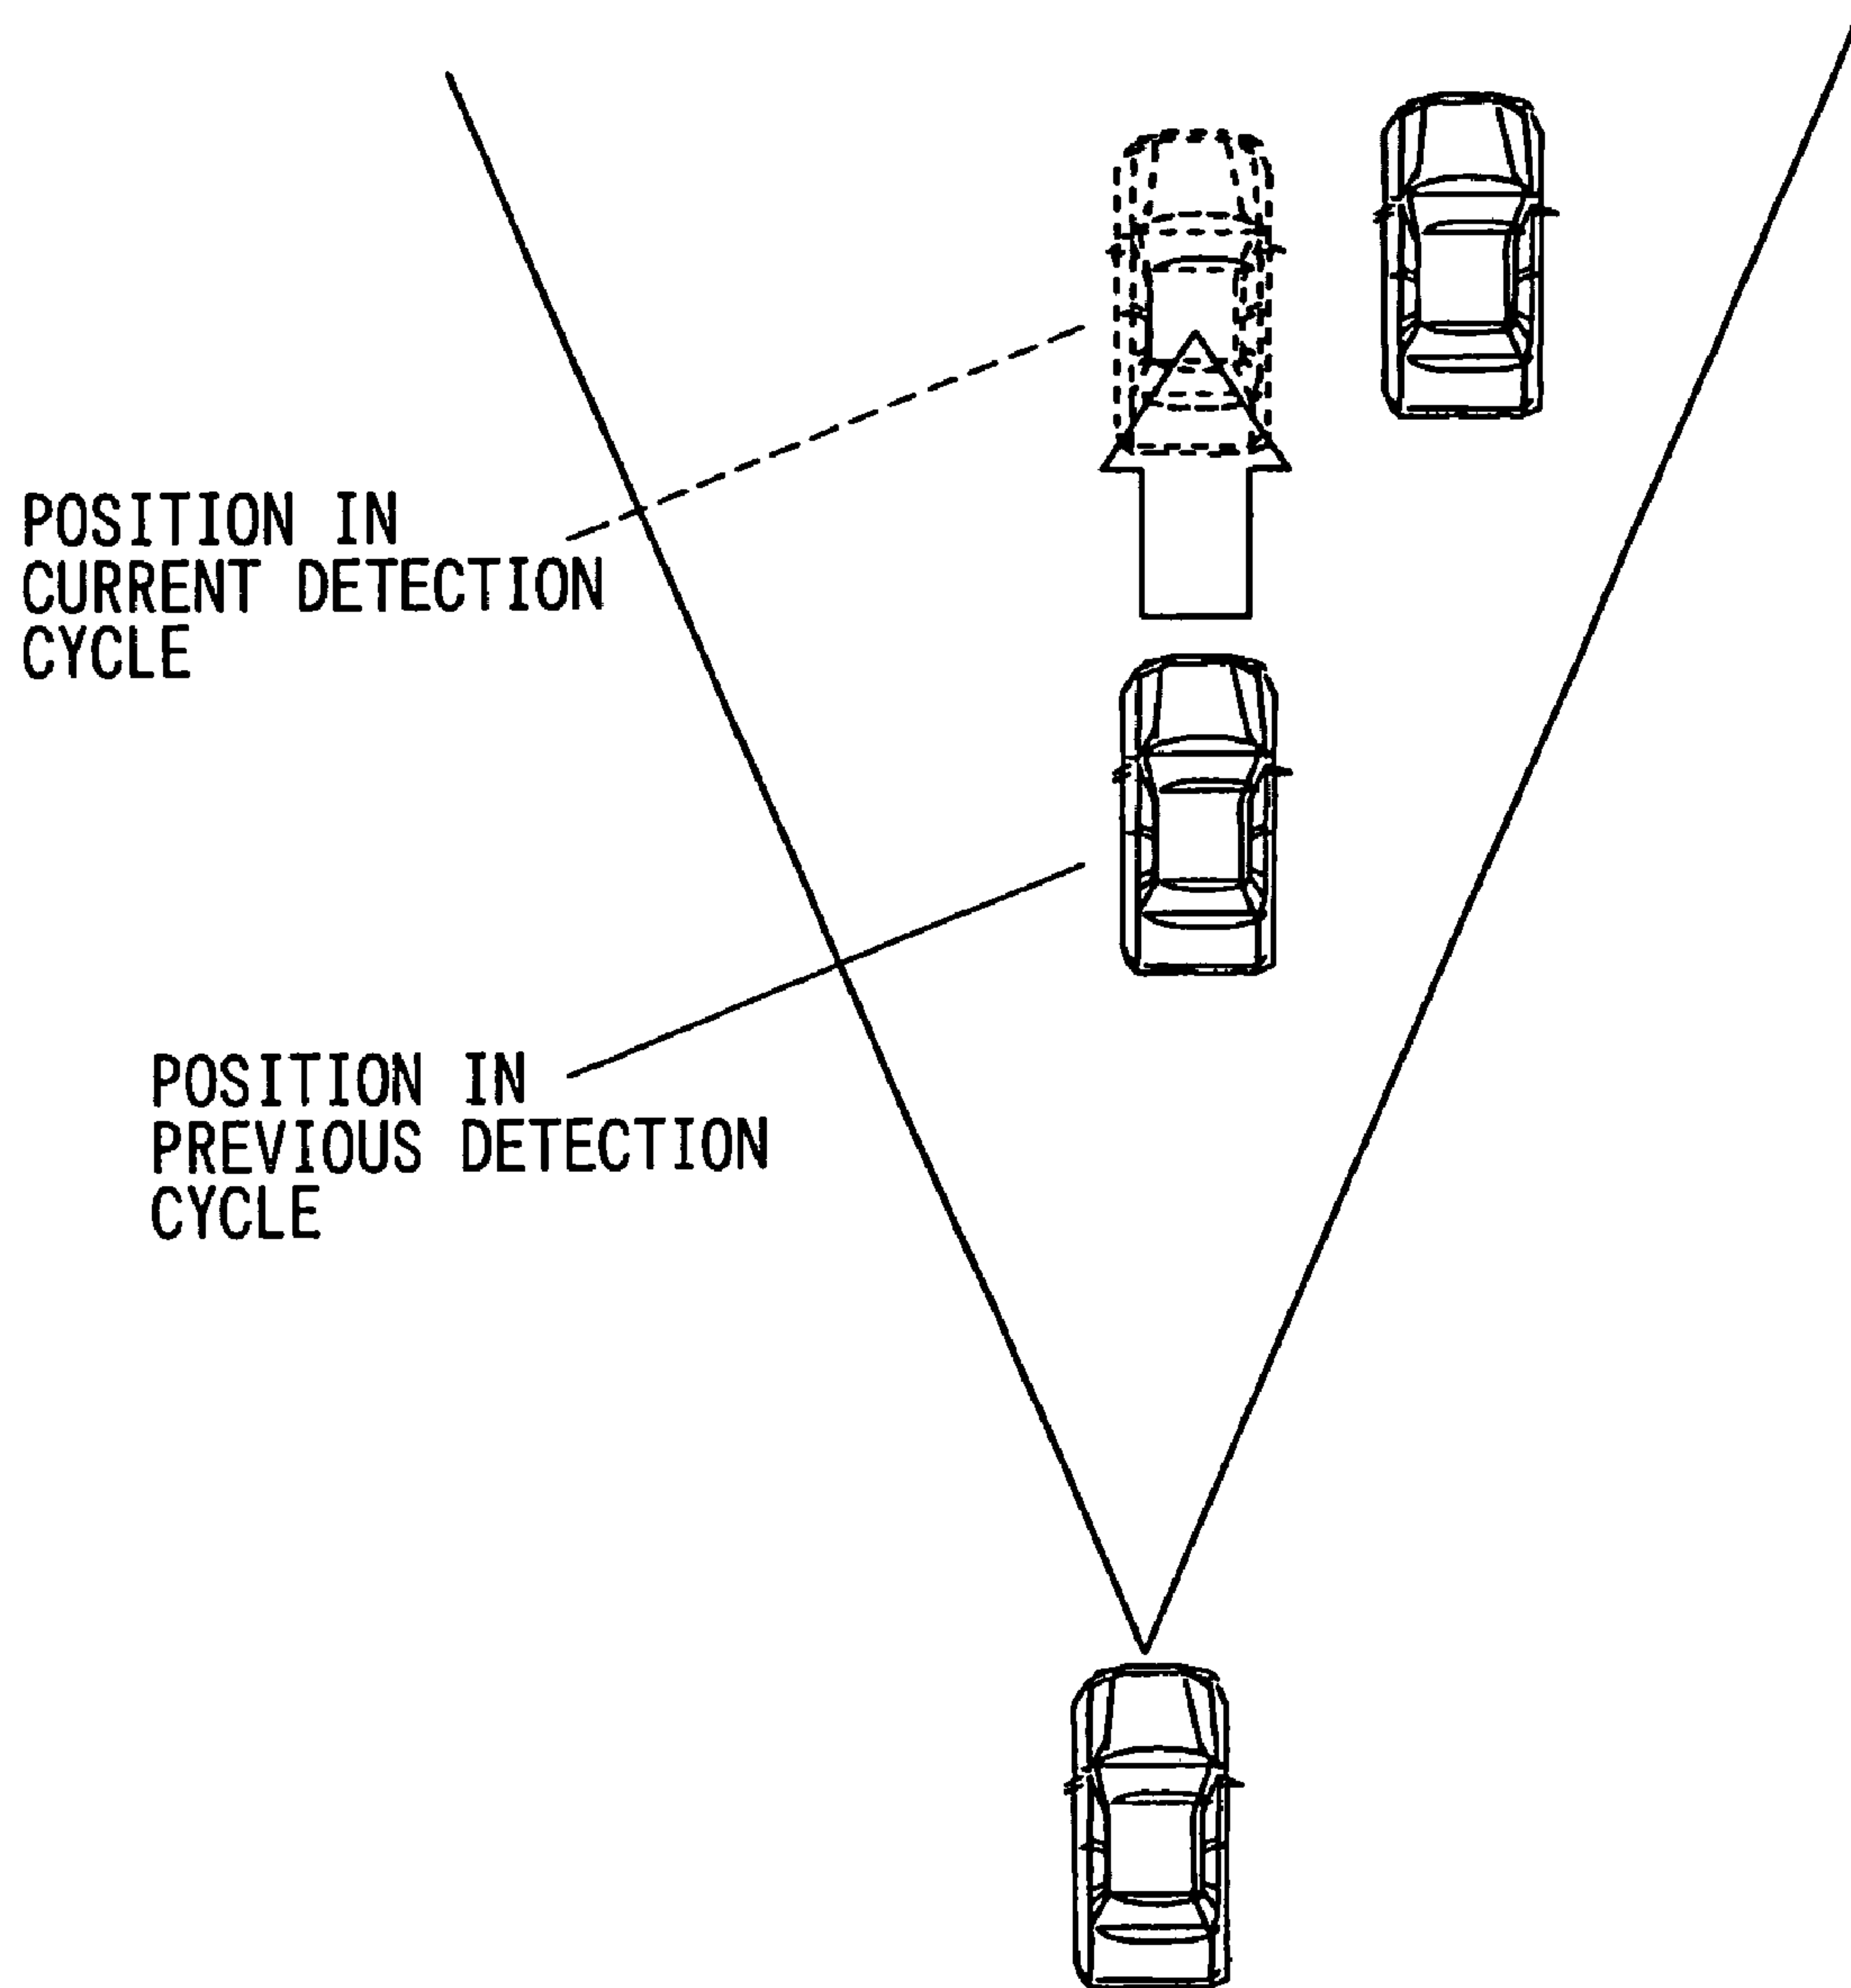 POSITION IN
CURRENT DETECTION
CYCLE
POSITION IN
PREVIOUS DETECTION
CYCLE